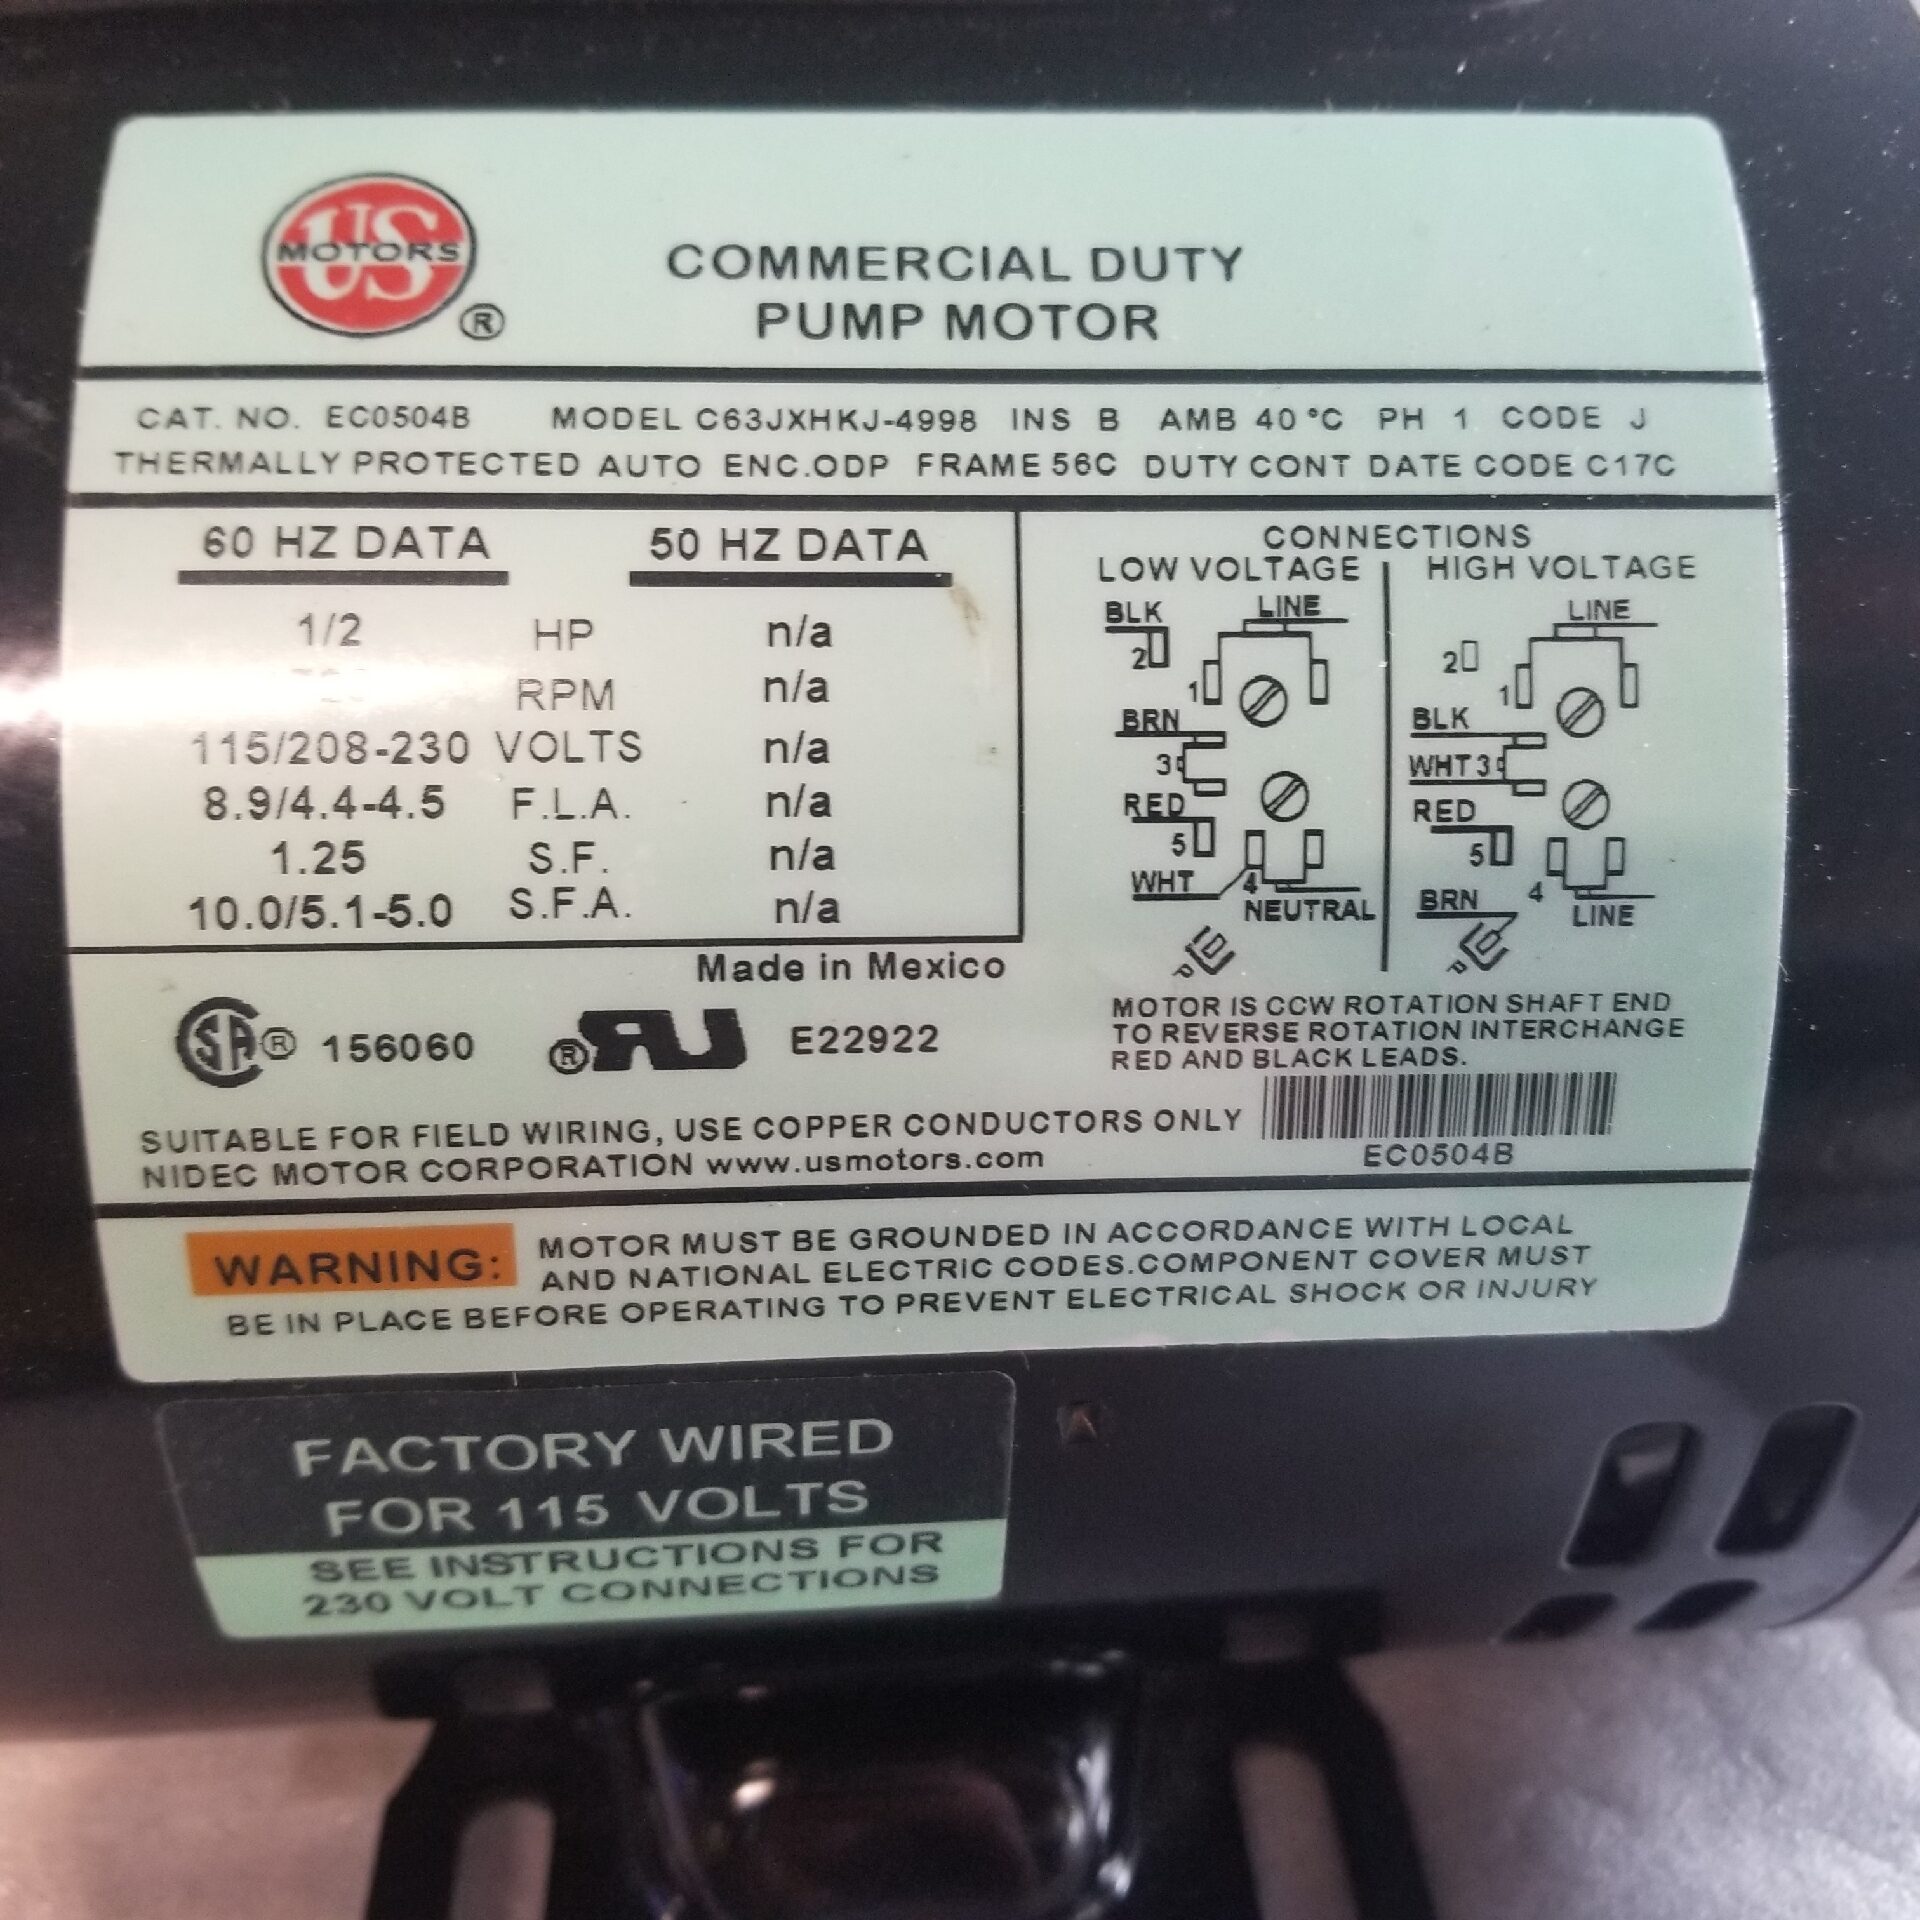 US
MOTORS
®
COMMERCIAL DUTY
PUMP MOTOR
CAT. NO. EC0504B MODEL C63JXHKJ-4998 INS B AMB 40 °C PH 1 CODE J
THERMALLY PROTECTED AUTO ENC.ODP FRAME 56C DUTY CONT DATE CODE C17C
60 HZ DATA 50 HZ DATA
1/2 HP n/a
RPM n/a
115/208-230 VOLTS n/a
8.9/4.4-4.5 F.L.A. n/a
1.25 S.F. n/a
10.0/5.1-5.0 S.F.A. n/a
CONNECTIONS
LOW VOLTAGE
BLK LINE
2
1
BRN
3
RED
5
WHT 4
NEUTRAL
P
HIGH VOLTAGE
LINE
2
1
BLK
WHT 3
RED
5
BRN 4
LINE
P
Made in Mexico
SA ® 156060 ® RU E22922
MOTOR IS CCW ROTATION SHAFT END
TO REVERSE ROTATION INTERCHANGE
RED AND BLACK LEADS.
SUITABLE FOR FIELD WIRING, USE COPPER CONDUCTORS ONLY
NIDEC MOTOR CORPORATION www.usmotors.com
EC0504B
WARNING: MOTOR MUST BE GROUNDED IN ACCORDANCE WITH LOCAL
AND NATIONAL ELECTRIC CODES.COMPONENT COVER MUST
BE IN PLACE BEFORE OPERATING TO PREVENT ELECTRICAL SHOCK OR INJURY
FACTORY WIRED
FOR 115 VOLTS
SEE INSTRUCTIONS FOR
230 VOLT CONNECTIONS